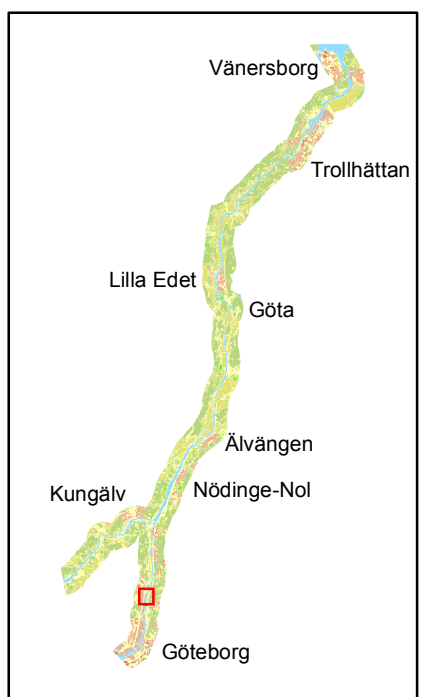 Vänersborg
Trollhättan
Lilla Edet
Göta
Älvängen
Kungälv
Nödinge-Nol
Göteborg